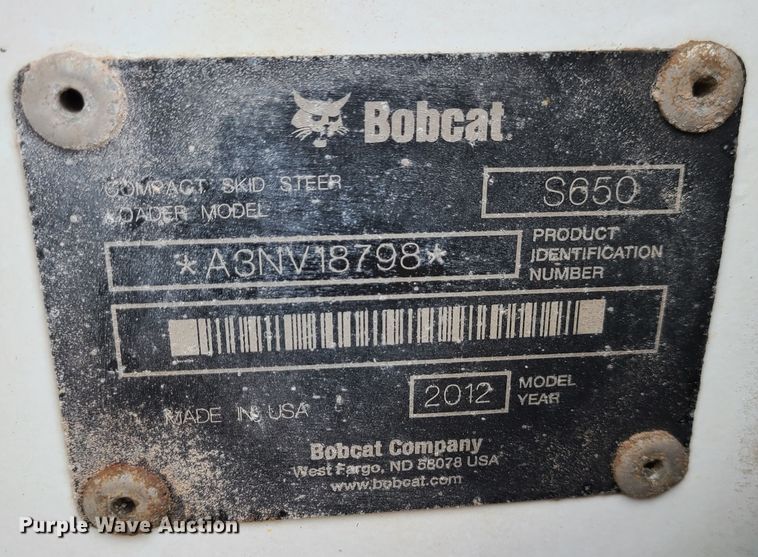 Bobcat
COMPACT SKID STEER
LOADER MODEL
S650
*A3NV18798*
PRODUCT
IDENTIFICATION
NUMBER
MADE IN USA
2012
MODEL
YEAR
Bobcat Company
West Fargo, ND 58078 USA
www.bobcat.com
Purple Wave Auction